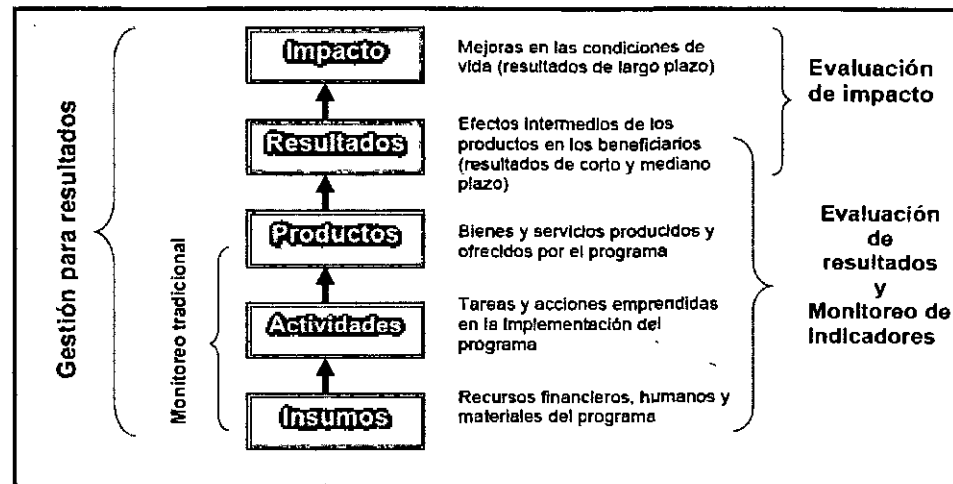 Gestión para resultados
Monitoreo tradicional
Impacto
Mejoras en las condiciones de
vida (resultados de largo plazo)
Evaluación
de impacto
Resultados
Efectos intermedios de los
productos en los beneficiarios
(resultados de corto y mediano
plazo)
Productos
Bienes y servicios producidos y
ofrecidos por el programa
Evaluación
de
resultados
y
Monitoreo de
Indicadores
Actividades
Tareas y acciones emprendidas
en la Implementación del
programa
Insumos
Recursos financieros, humanos y
materiales del programa